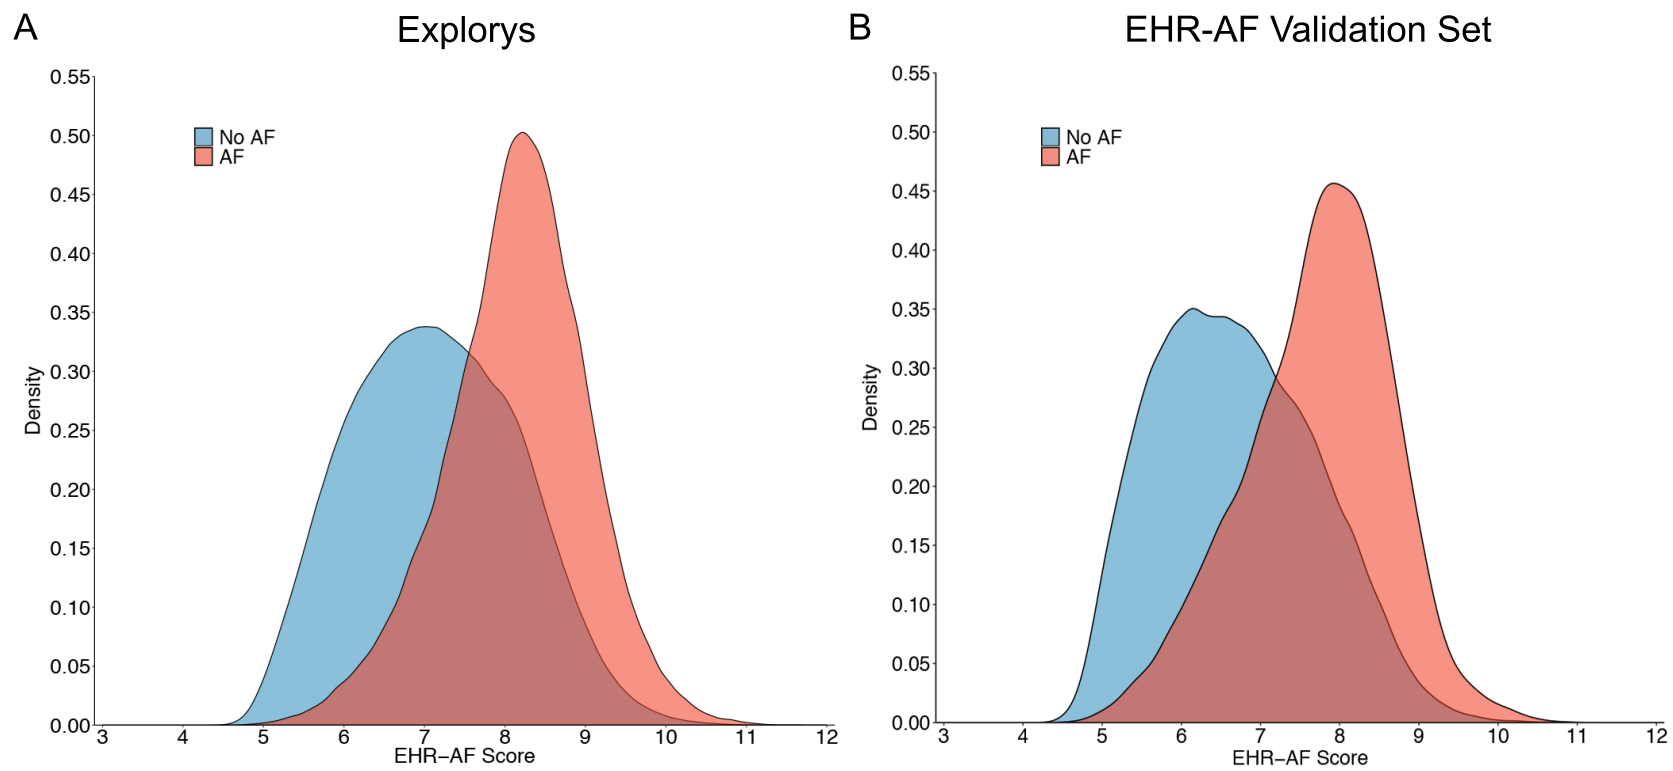 A
Explorys
0.55
0.50
0.45
0.40
0.35
0.30
0.25
0.20
0.15
0.10
0.05
0.00
Density
No AF
AF
3 4 5 6 7 8 9 10 11 12
EHR–AF Score
B
EHR-AF Validation Set
0.55
0.50
0.45
0.40
0.35
0.30
0.25
0.20
0.15
0.10
0.05
0.00
Density
No AF
AF
3 4 5 6 7 8 9 10 11 12
EHR–AF Score